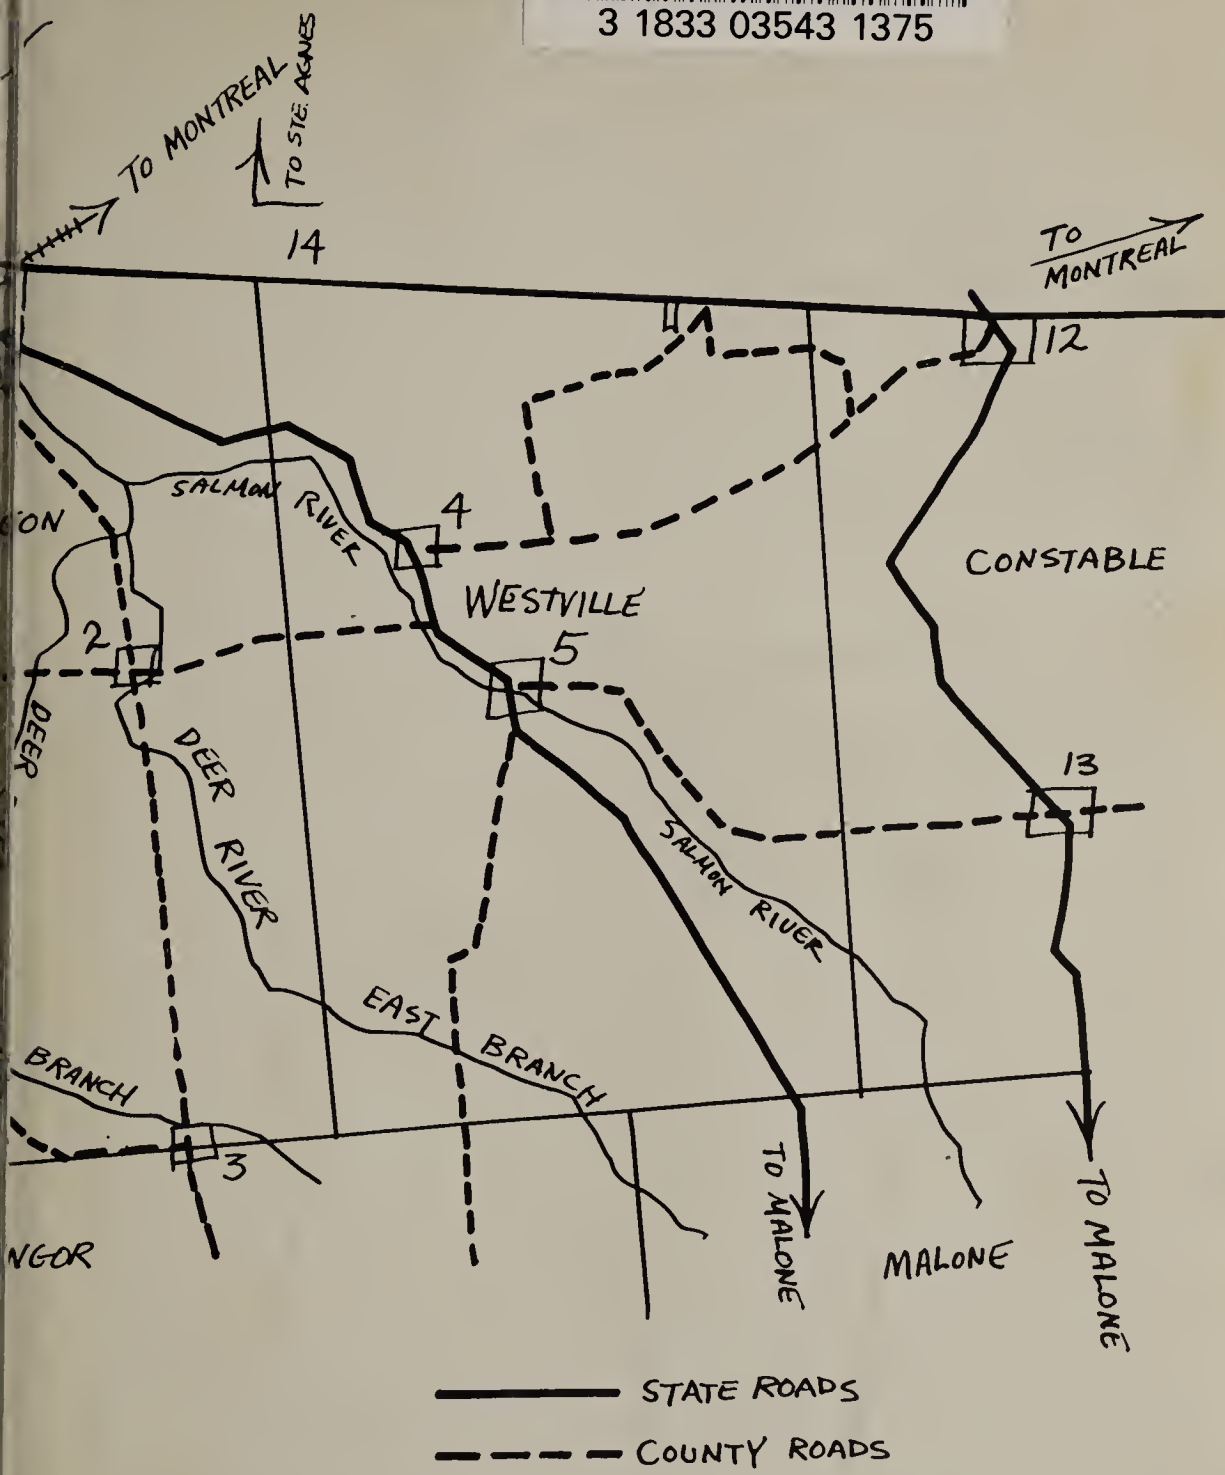 3 1833 03543 1375
TO MONTREAL
TO STE. AGNES
14
TO
MONTREAL
12
SALMON RIVER
4
CONSTABLE
WESTVILLE
2
5
DEER
DEER RIVER
13
SALMON RIVER
EAST BRANCH
BRANCH
3
NGOR
TO MALONE
MALONE
TO MALONE
STATE ROADS
COUNTY ROADS